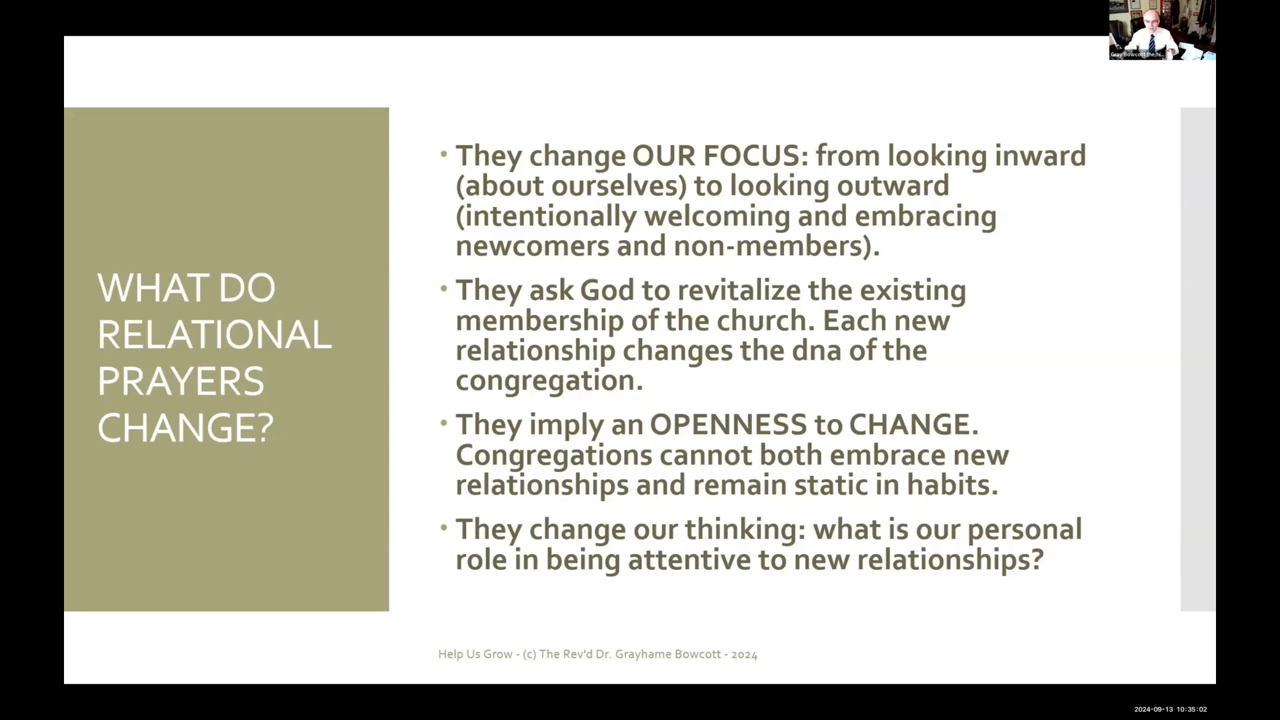 Gray Bowcott (he/hi...
WHAT DO
RELATIONAL
PRAYERS
CHANGE?
• They change OUR FOCUS: from looking inward
(about ourselves) to looking outward
(intentionally welcoming and embracing
newcomers and non-members).
• They ask God to revitalize the existing
membership of the church. Each new
relationship changes the dna of the
congregation.
• They imply an OPENNESS to CHANGE.
Congregations cannot both embrace new
relationships and remain static in habits.
• They change our thinking: what is our personal
role in being attentive to new relationships?
Help Us Grow - (c) The Rev'd Dr. Grayhame Bowcott - 2024
2024-09-13 10:35:02